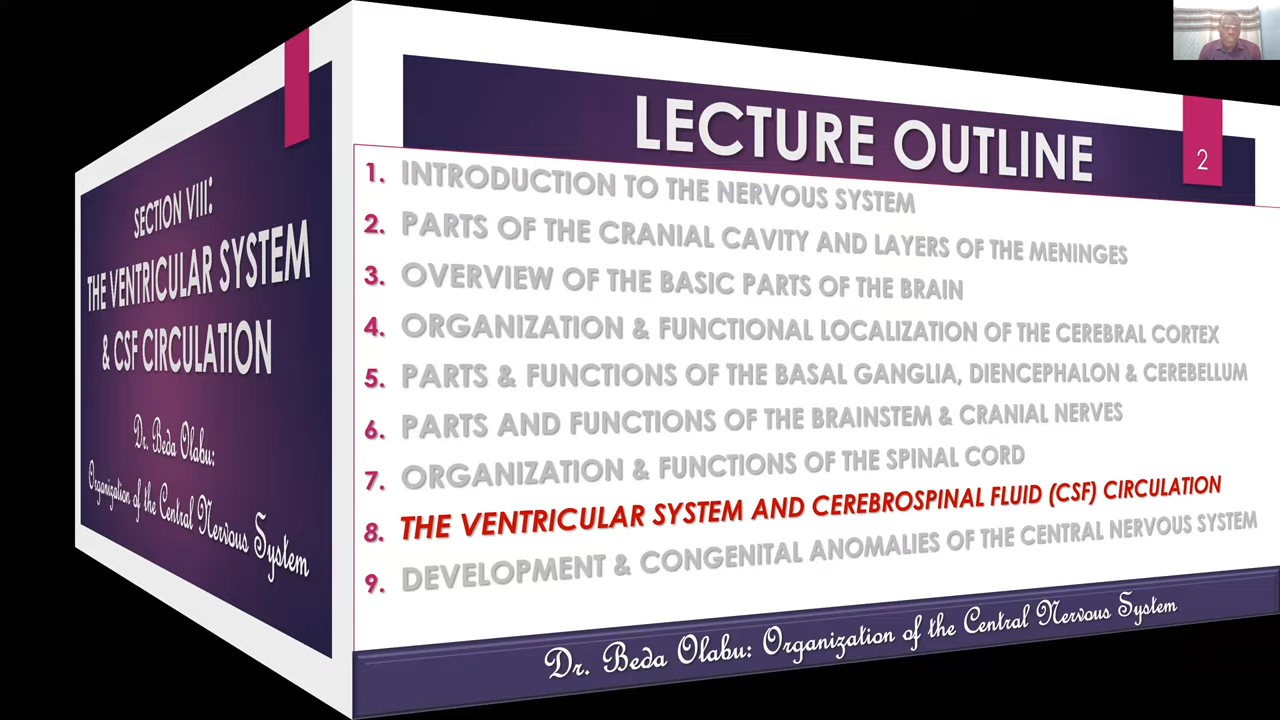 SECTION VIII:
THE VENTRICULAR SYSTEM
& CSF CIRCULATION
Dr. Beda Olabu:
Organization of the Central Nervous System
LECTURE OUTLINE
2
1. INTRODUCTION TO THE NERVOUS SYSTEM
2. PARTS OF THE CRANIAL CAVITY AND LAYERS OF THE MENINGES
3. OVERVIEW OF THE BASIC PARTS OF THE BRAIN
4. ORGANIZATION & FUNCTIONAL LOCALIZATION OF THE CEREBRAL CORTEX
5. PARTS & FUNCTIONS OF THE BASAL GANGLIA, DIENCEPHALON & CEREBELLUM
6. PARTS AND FUNCTIONS OF THE BRAINSTEM & CRANIAL NERVES
7. ORGANIZATION & FUNCTIONS OF THE SPINAL CORD
8. THE VENTRICULAR SYSTEM AND CEREBROSPINAL FLUID (CSF) CIRCULATION
9. DEVELOPMENT & CONGENITAL ANOMALIES OF THE CENTRAL NERVOUS SYSTEM
Dr. Beda Olabu: Organization of the Central Nervous System